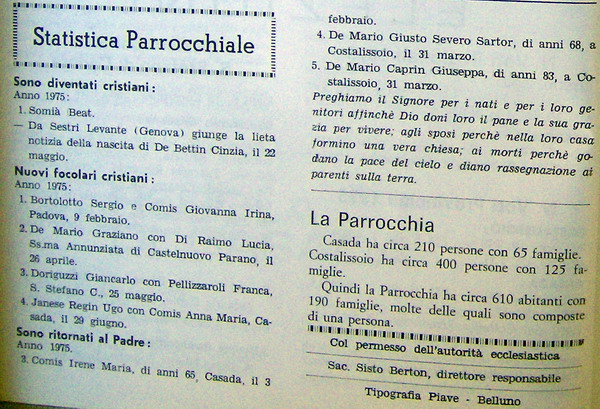 Statistica Parrocchiale
Sono diventati cristiani:
Anno 1975:
1. Somià Beat.
— Da Sestri Levante (Genova) giunge la lieta
notizia della nascita di De Bettin Cinzia, il 22
maggio.
Nuovi focolari cristiani:
Anno 1975:
1. Bortolotto Sergio e Comis Giovanna Irina,
Padova, 9 febbraio.
2. De Mario Graziano con Di Raimo Lucia,
Ss.ma Annunziata di Castelnuovo Parano, il
26 aprile.
3. Doriguzzi Giancarlo con Pellizzaroli Franca,
S. Stefano C., 25 maggio.
4. Janese Regin Ugo con Comis Anna Maria, Ca-
sada, il 29 giugno.
Sono ritornati al Padre:
Anno 1975.
3. Comis Irene Maria, di anni 65, Casada, il 3
febbraio.
4. De Mario Giusto Severo Sartor, di anni 68, a
Costalissoio, il 31 marzo.
5. De Mario Caprin Giuseppa, di anni 83, a Co-
stalissoio, 31 marzo.
Preghiamo il Signore per i nati e per i loro ge-
nitori affinchè Dio doni loro il pane e la sua gra-
zia per vivere; agli sposi perchè nella loro casa
formino una vera chiesa; ai morti perchè go-
dano la pace del cielo e diano rassegnazione ai
parenti sulla terra.
La Parrocchia
Casada ha circa 210 persone con 65 famiglie.
Costalissoio ha circa 400 persone con 125 fa-
miglie.
Quindi la Parrocchia ha circa 610 abitanti con
190 famiglie, molte delle quali sono composte
di una persona.
Col permesso dell'autorità ecclesiastica
Sac. Sisto Berton, direttore responsabile
Tipografia Piave - Belluno